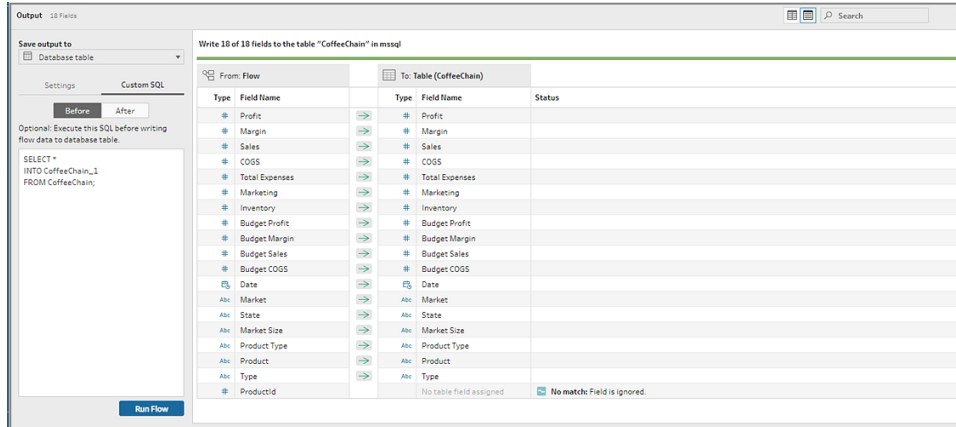 Output 18 Fields
Search
Save output to
Database table
Settings Custom SQL
Before After
Optional: Execute this SQL before writing
flow data to database table.
SELECT *
INTO CoffeeChain_1
FROM CoffeeChain;
Run Flow
Write 18 of 18 fields to the table "CoffeeChain" in mssql
From: Flow To: Table (CoffeeChain)
Type Field Name Type Field Name Status
# Profit # Profit
# Margin # Margin
# Sales # Sales
# COGS # COGS
# Total Expenses # Total Expenses
# Marketing # Marketing
# Inventory # Inventory
# Budget Profit # Budget Profit
# Budget Margin # Budget Margin
# Budget Sales # Budget Sales
# Budget COGS # Budget COGS
Date Date
Abc Market Abc Market
Abc State Abc State
Abc Market Size Abc Market Size
Abc Product Type Abc Product Type
Abc Product Abc Product
Abc Type Abc Type
# ProductId No table field assigned No match: Field is ignored.